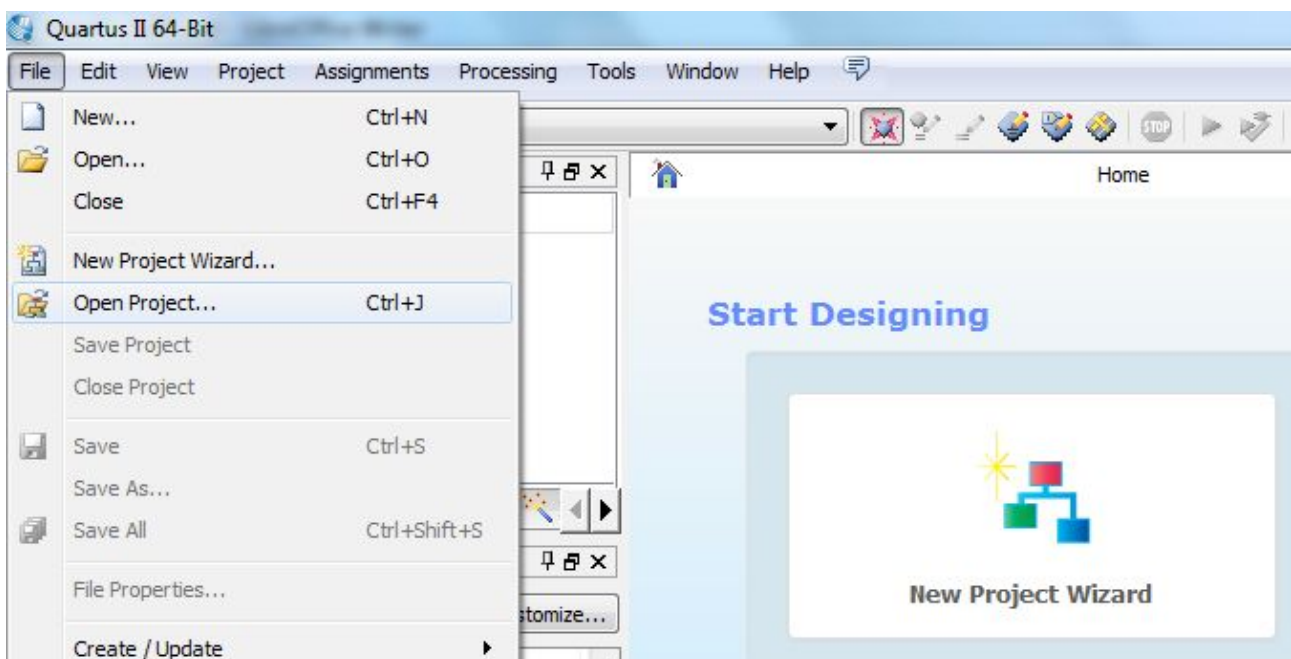 Quartus II 64-Bit
File Edit View Project Assignments Processing Tools Window Help
New... Ctrl+N
Open... Ctrl+O
Close Ctrl+F4
New Project Wizard...
Open Project... Ctrl+J
Save Project
Close Project
Save Ctrl+S
Save As...
Save All Ctrl+Shift+S
File Properties...
Create / Update
STOP
Home
stomize...
Start Designing
New Project Wizard